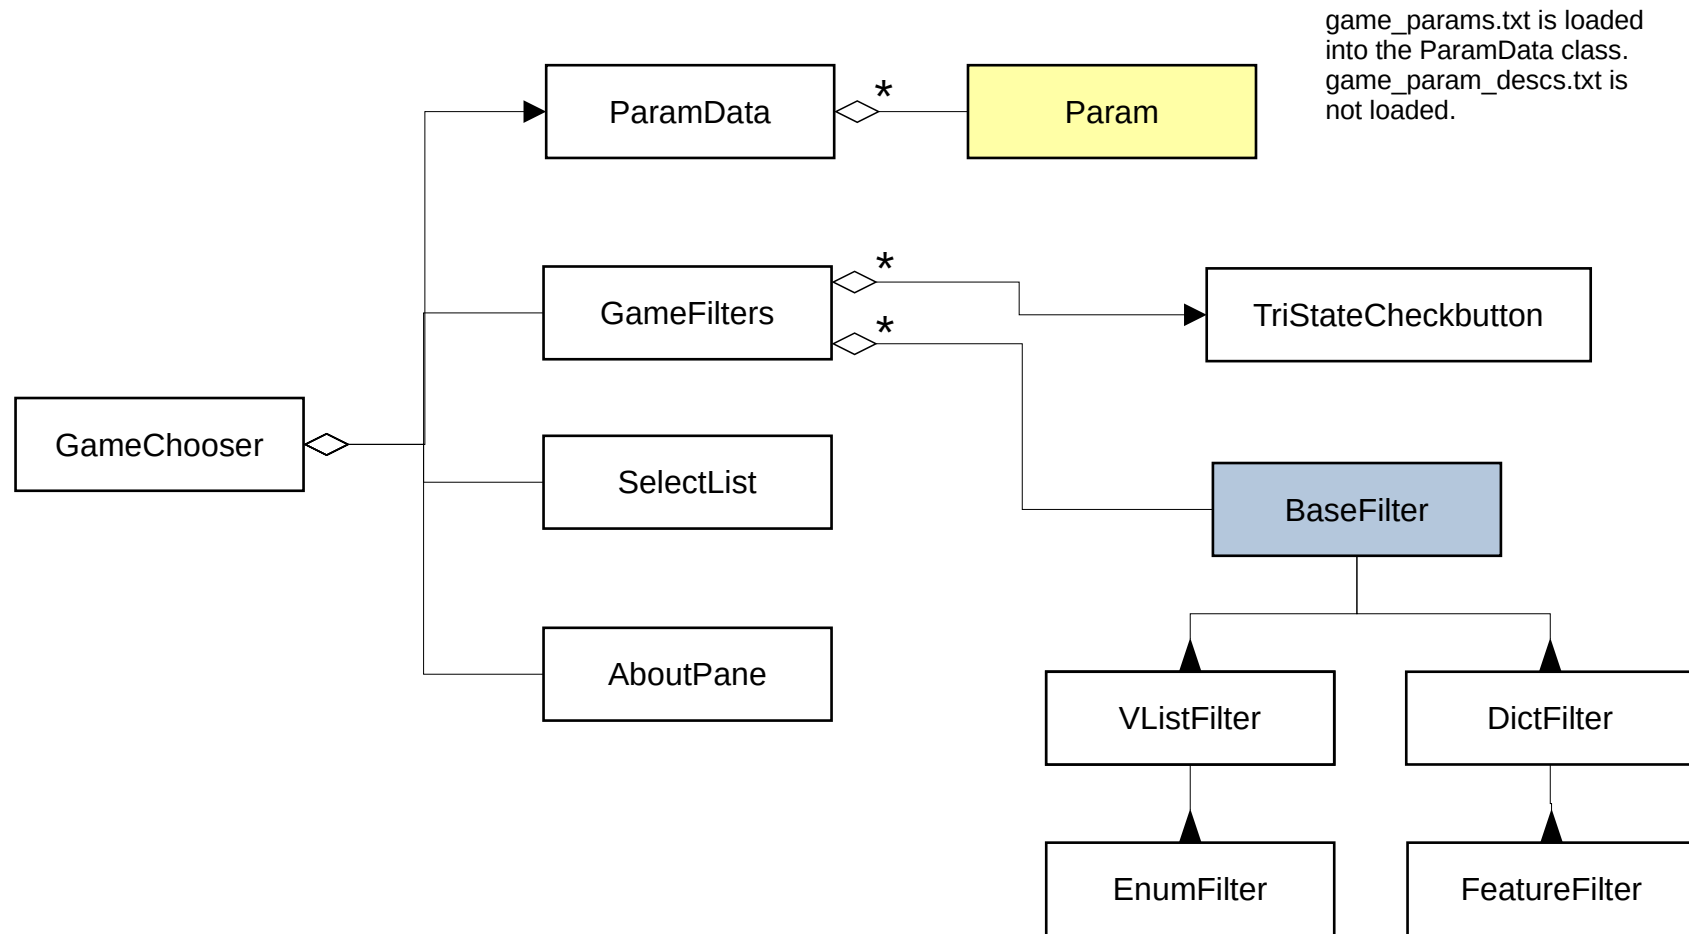 game_params.txt is loaded
into the ParamData class.
game_param_descs.txt is
not loaded.
ParamData
*
Param
GameFilters
*
*
TriStateCheckbutton
GameChooser
SelectList
BaseFilter
AboutPane
VListFilter
DictFilter
EnumFilter
FeatureFilter